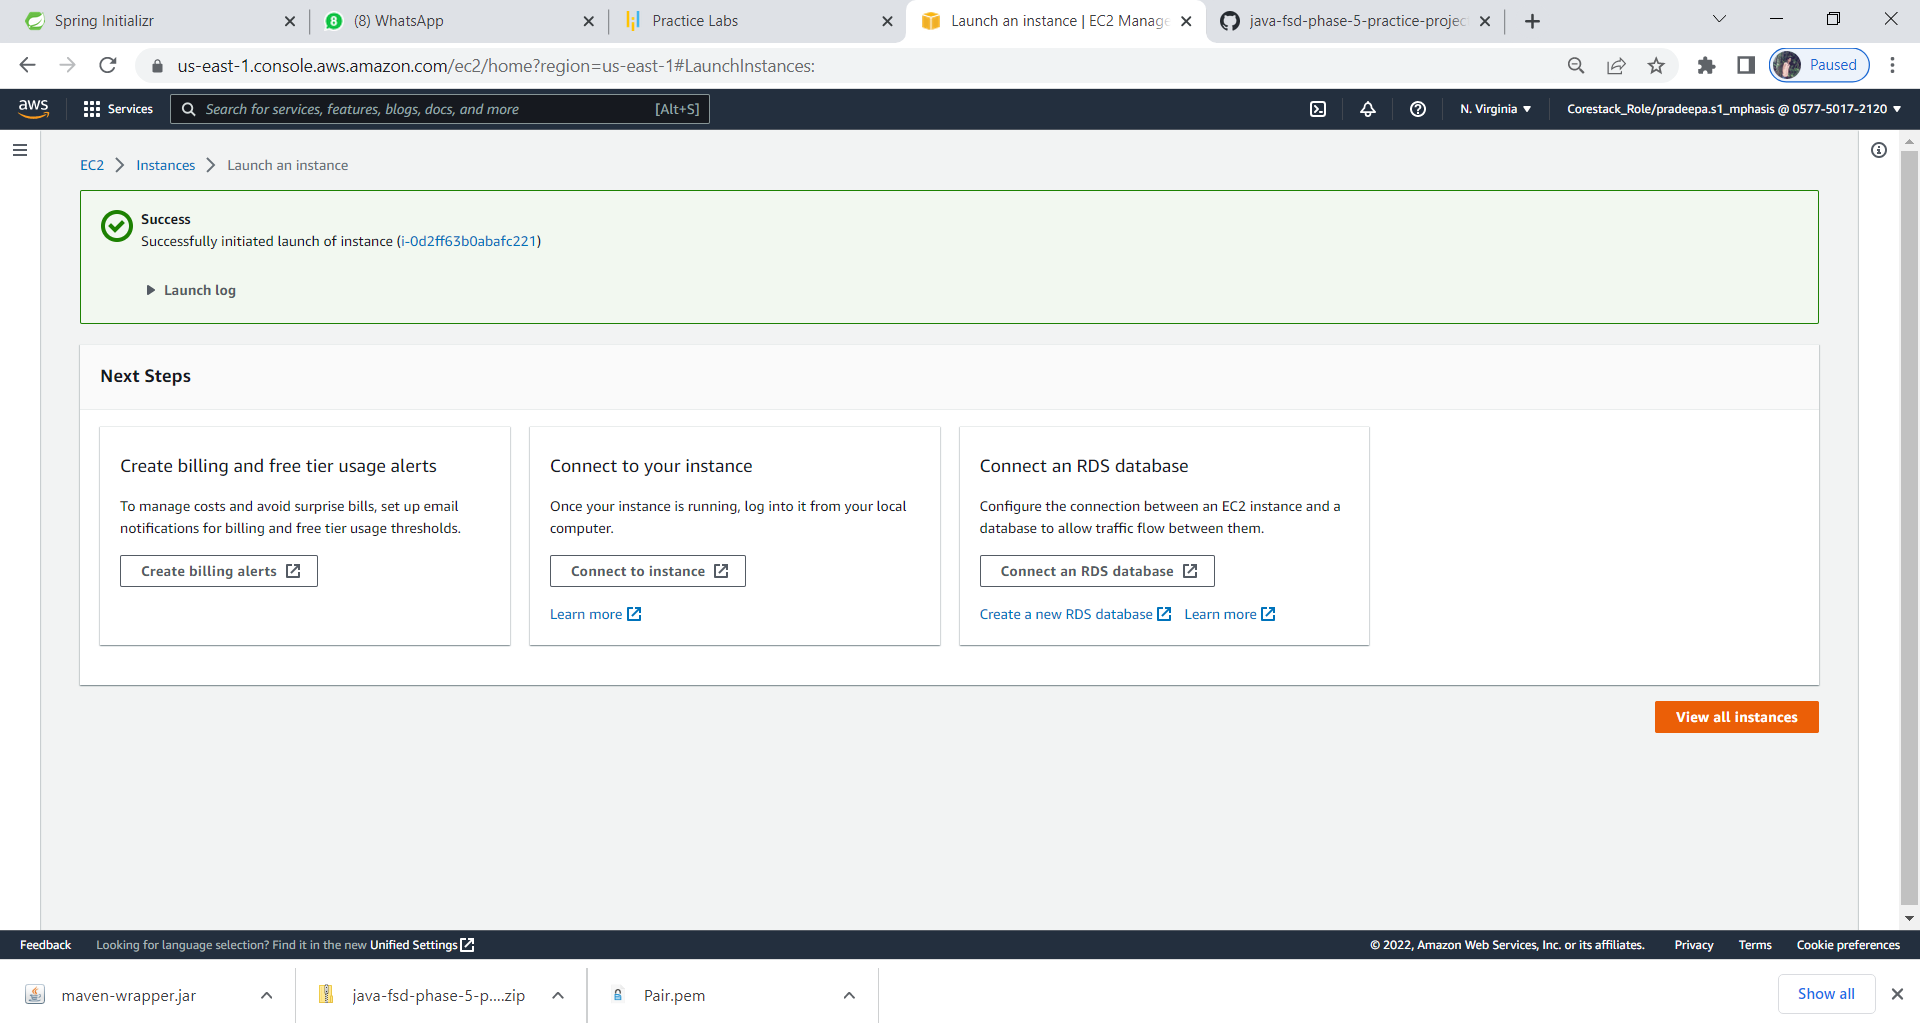 Spring Initializr
(8) WhatsApp
Practice Labs
Launch an instance | EC2 Manage
java-fsd-phase-5-practice-projec
us-east-1.console.aws.amazon.com/ec2/home?region=us-east-1#LaunchInstances:
Paused
aws
Services
Search for services, features, blogs, docs, and more
[Alt+S]
N. Virginia
Corestack_Role/pradeepa.s1_mphasis @ 0577-5017-2120
EC2
Instances
Launch an instance
Success
Successfully initiated launch of instance (i-0d2ff63b0abafc221)
Launch log
Next Steps
Create billing and free tier usage alerts
To manage costs and avoid surprise bills, set up email
notifications for billing and free tier usage thresholds.
Create billing alerts
Connect to your instance
Once your instance is running, log into it from your local
computer.
Connect to instance
Learn more
Connect an RDS database
Configure the connection between an EC2 instance and a
database to allow traffic flow between them.
Connect an RDS database
Create a new RDS database
Learn more
View all instances
Feedback
Looking for language selection? Find it in the new Unified Settings
© 2022, Amazon Web Services, Inc. or its affiliates.
Privacy
Terms
Cookie preferences
maven-wrapper.jar
java-fsd-phase-5-p....zip
Pair.pem
Show all